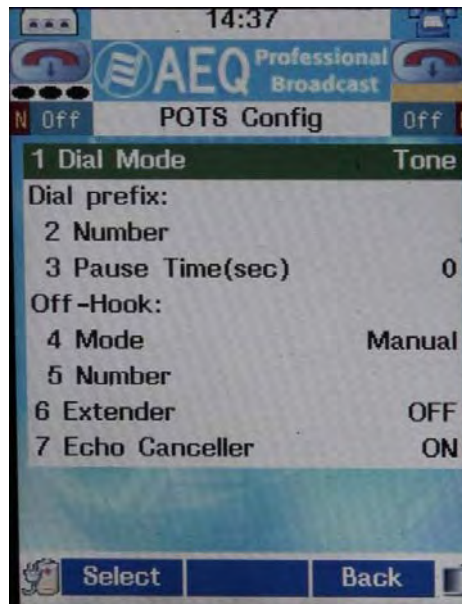 14:37
AEQ Professional Broadcast
N Off POTS Config Off
1 Dial Mode Tone
Dial prefix:
2 Number
3 Pause Time(sec) 0
Off-Hook:
4 Mode Manual
5 Number
6 Extender OFF
7 Echo Canceller ON
Select Back